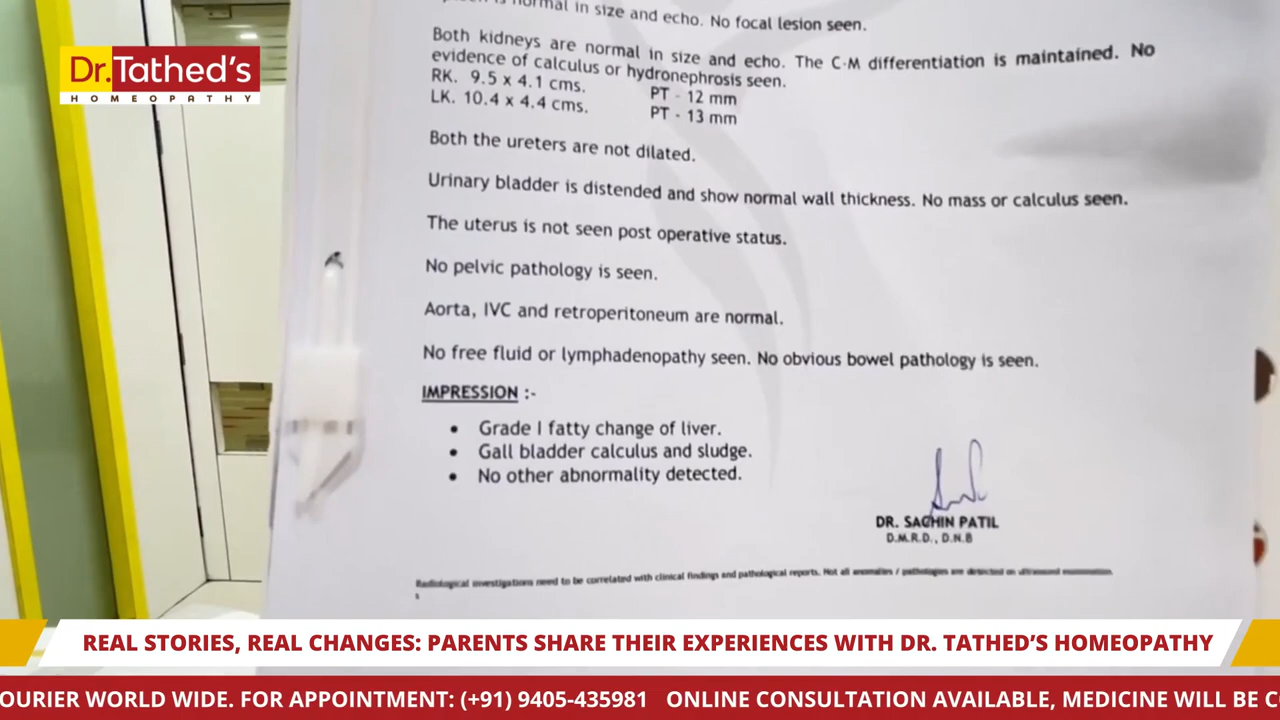 is normal in size and echo. No focal lesion seen.
Both kidneys are normal in size and echo. The C-M differentiation is maintained. No
evidence of calculus or hydronephrosis seen.
RK. 9.5 x 4.1 cms. PT - 12 mm
LK. 10.4 x 4.4 cms. PT - 13 mm
Both the ureters are not dilated.
Urinary bladder is distended and show normal wall thickness. No mass or calculus seen.
The uterus is not seen post operative status.
No pelvic pathology is seen.
Aorta, IVC and retroperitoneum are normal.
No free fluid or lymphadenopathy seen. No obvious bowel pathology is seen.
IMPRESSION :-
• Grade I fatty change of liver.
• Gall bladder calculus and sludge.
• No other abnormality detected.
DR. SACHIN PATIL
D.M.R.D., D.N.B
Radiological investigations need to be correlated with clinical findings and pathological reports. Not all anomalies / pathologies are detected on ultrasound examination.
Dr.Tathed's
HOMEOPATHY
REAL STORIES, REAL CHANGES: PARENTS SHARE THEIR EXPERIENCES WITH DR. TATHED'S HOMEOPATHY
OURIER WORLD WIDE. FOR APPOINTMENT: (+91) 9405-435981 ONLINE CONSULTATION AVAILABLE, MEDICINE WILL BE C